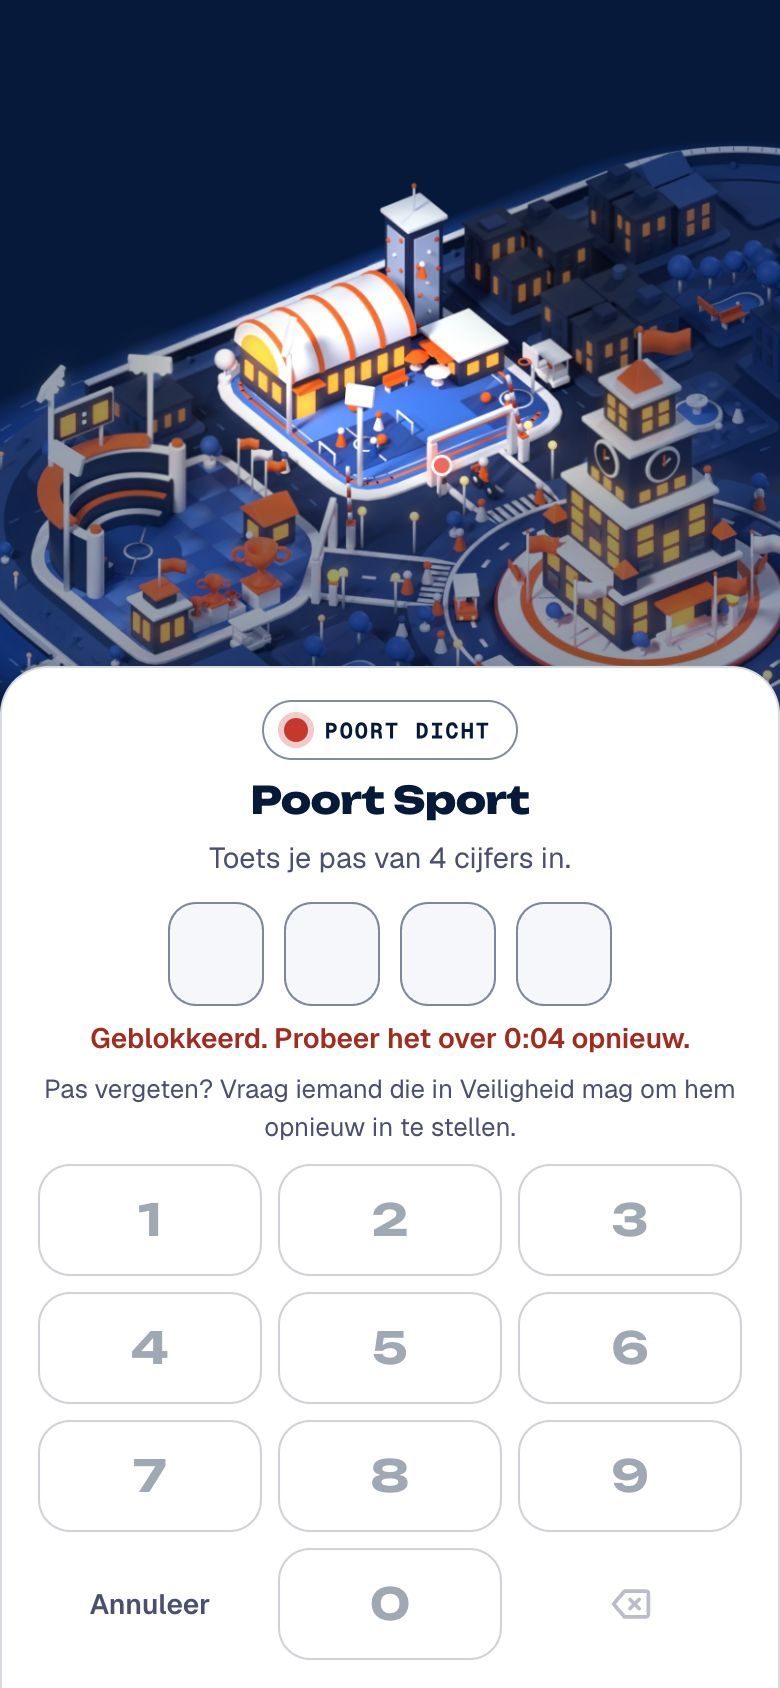 POORT DICHT
Poort Sport
Toets je pas van 4 cijfers in.
Geblokkeerd. Probeer het over 0:04 opnieuw.
Pas vergeten? Vraag iemand die in Veiligheid mag om hem
opnieuw in te stellen.
1 2 3
4 5 6
7 8 9
Annuleer 0